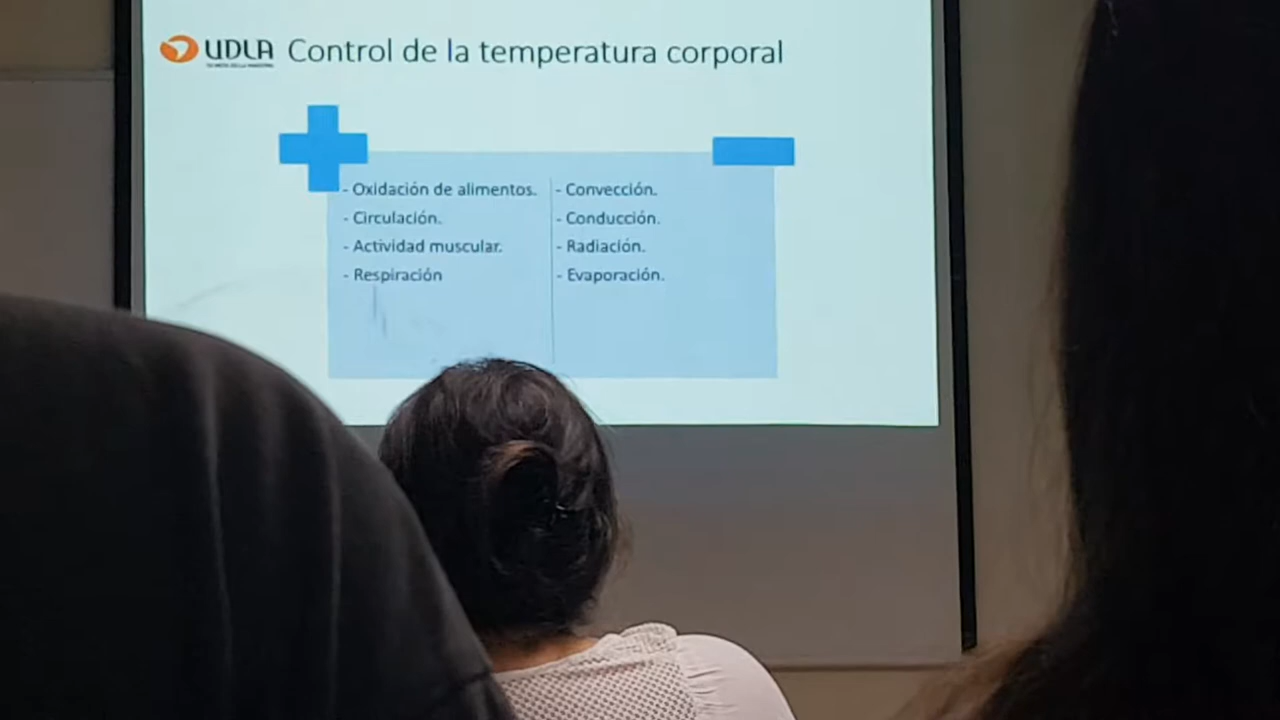 UDLA Control de la temperatura corporal
- Oxidación de alimentos.
- Circulación.
- Actividad muscular.
- Respiración
- Convección.
- Conducción.
- Radiación.
- Evaporación.